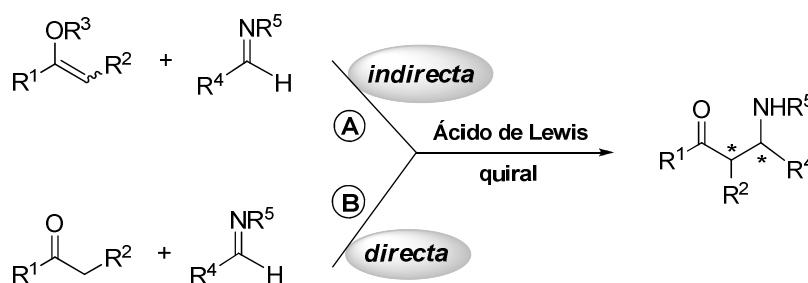 OR³
R¹
R²
+
NR⁵
R⁴
H
indirecta
A
Ácido de Lewis
quiral
B
directa
O
R¹
R²
+
NR⁵
R⁴
H
O
NHR⁵
R¹
*
*
R²
R⁴